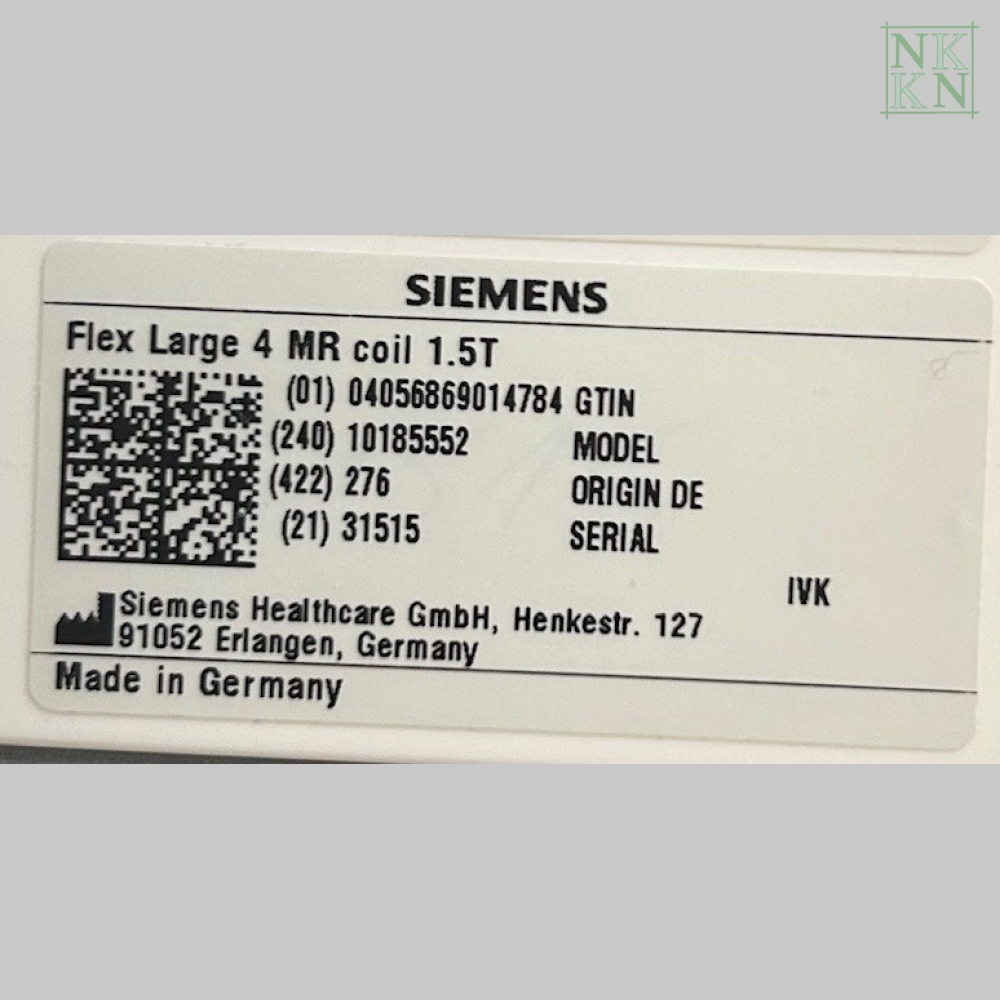 NK
KN
SIEMENS
Flex Large 4 MR coil 1.5T
(01) 04056869014784 GTIN
(240) 10185552 MODEL
(422) 276 ORIGIN DE
(21) 31515 SERIAL
IVK
Siemens Healthcare GmbH, Henkestr. 127
91052 Erlangen, Germany
Made in Germany